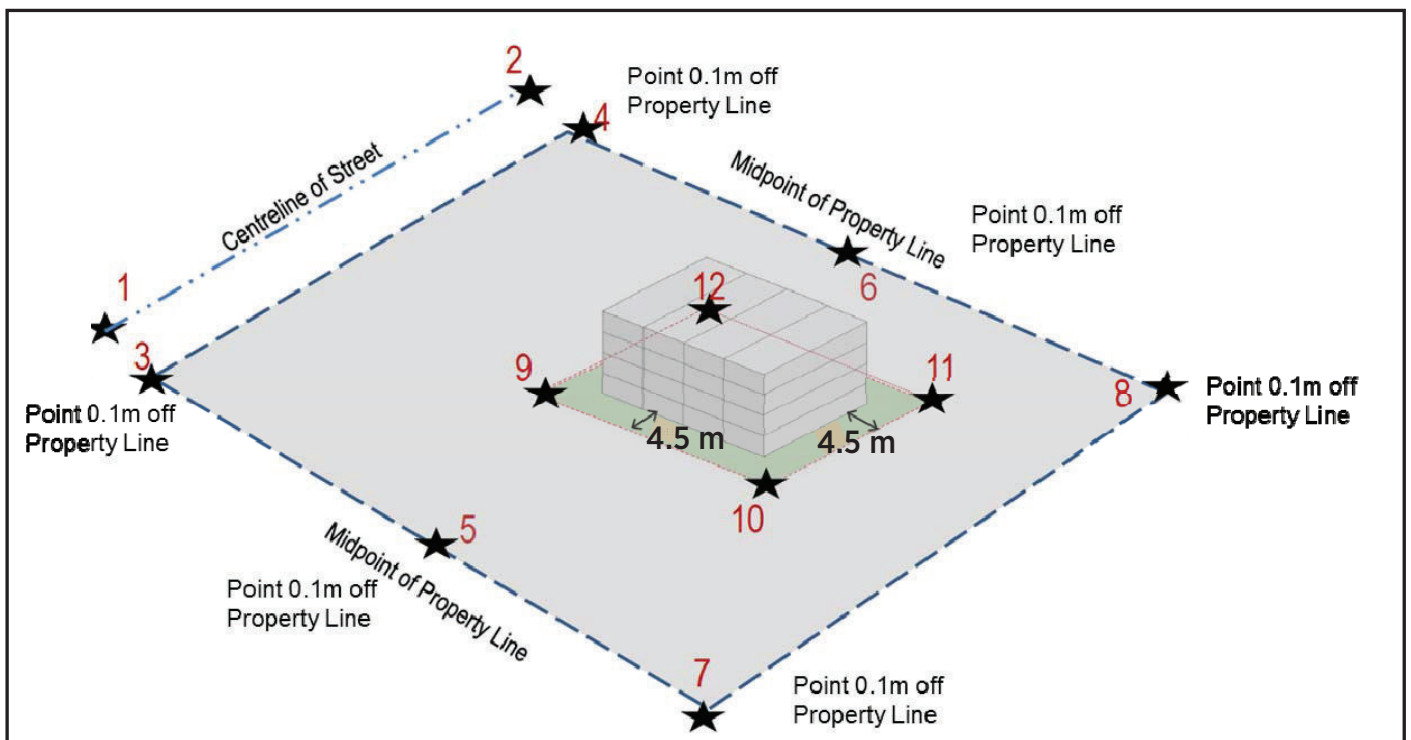 2
Point 0.1m off
Property Line
4
Centreline of Street
Midpoint of Property Line
Point 0.1m off
Property Line
1
6
12
3
9
11
8
Point 0.1m off
Property Line
Point 0.1m off
Property Line
4.5 m
4.5 m
10
5
Midpoint of Property Line
Point 0.1m off
Property Line
7
Point 0.1m off
Property Line